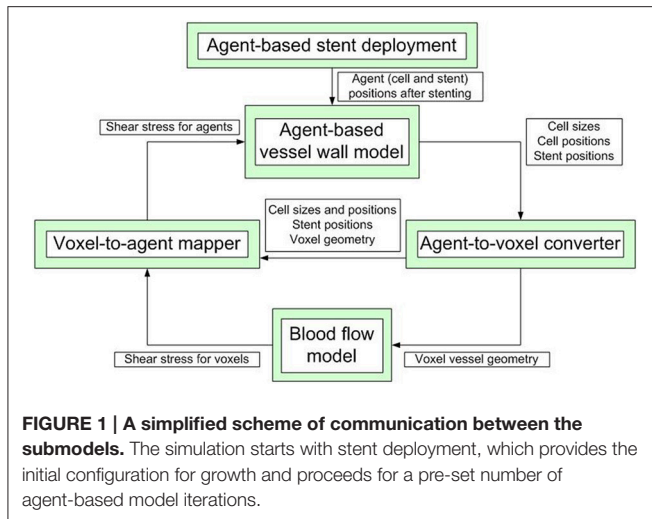 Agent-based stent deployment
Agent (cell and stent)
positions after stenting
Shear stress for agents
Agent-based
vessel wall model
Cell sizes
Cell positions
Stent positions
Cell sizes and positions
Stent positions
Voxel geometry
Voxel-to-agent mapper
Agent-to-voxel converter
Blood flow
model
Shear stress for voxels
Voxel vessel geometry
FIGURE 1 | A simplified scheme of communication between the
submodels. The simulation starts with stent deployment, which provides the
initial configuration for growth and proceeds for a pre-set number of
agent-based model iterations.